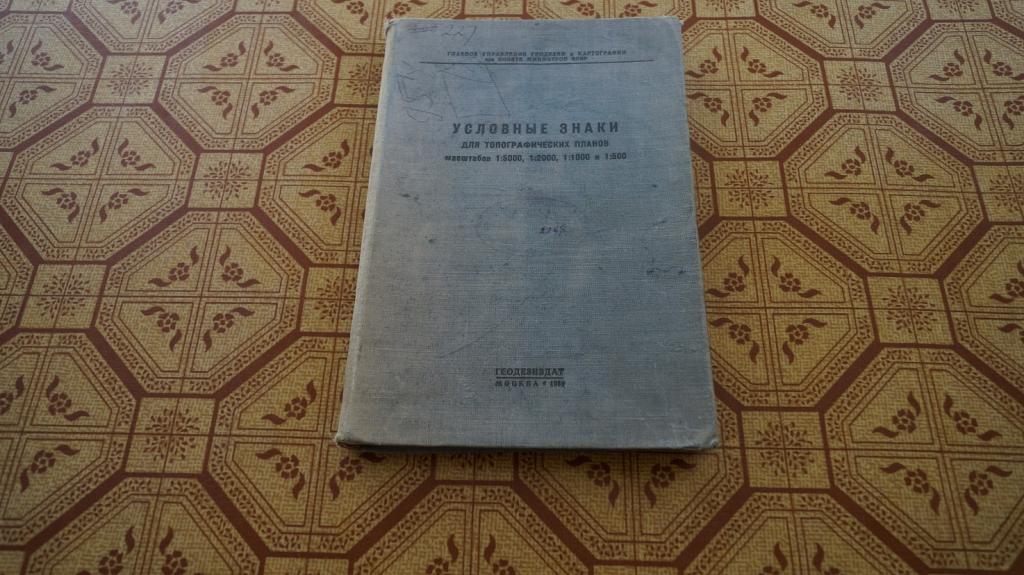 ГЛАВНОЕ УПРАВЛЕНИЕ ГЕОДЕЗИИ и КАРТОГРАФИИ
при СОВЕТЕ МИНИСТРОВ СССР
УСЛОВНЫЕ ЗНАКИ
ДЛЯ ТОПОГРАФИЧЕСКИХ ПЛАНОВ
масштабов 1:5000, 1:2000, 1:1000 и 1:500
ГЕОДЕЗИЗДАТ
МОСКВА